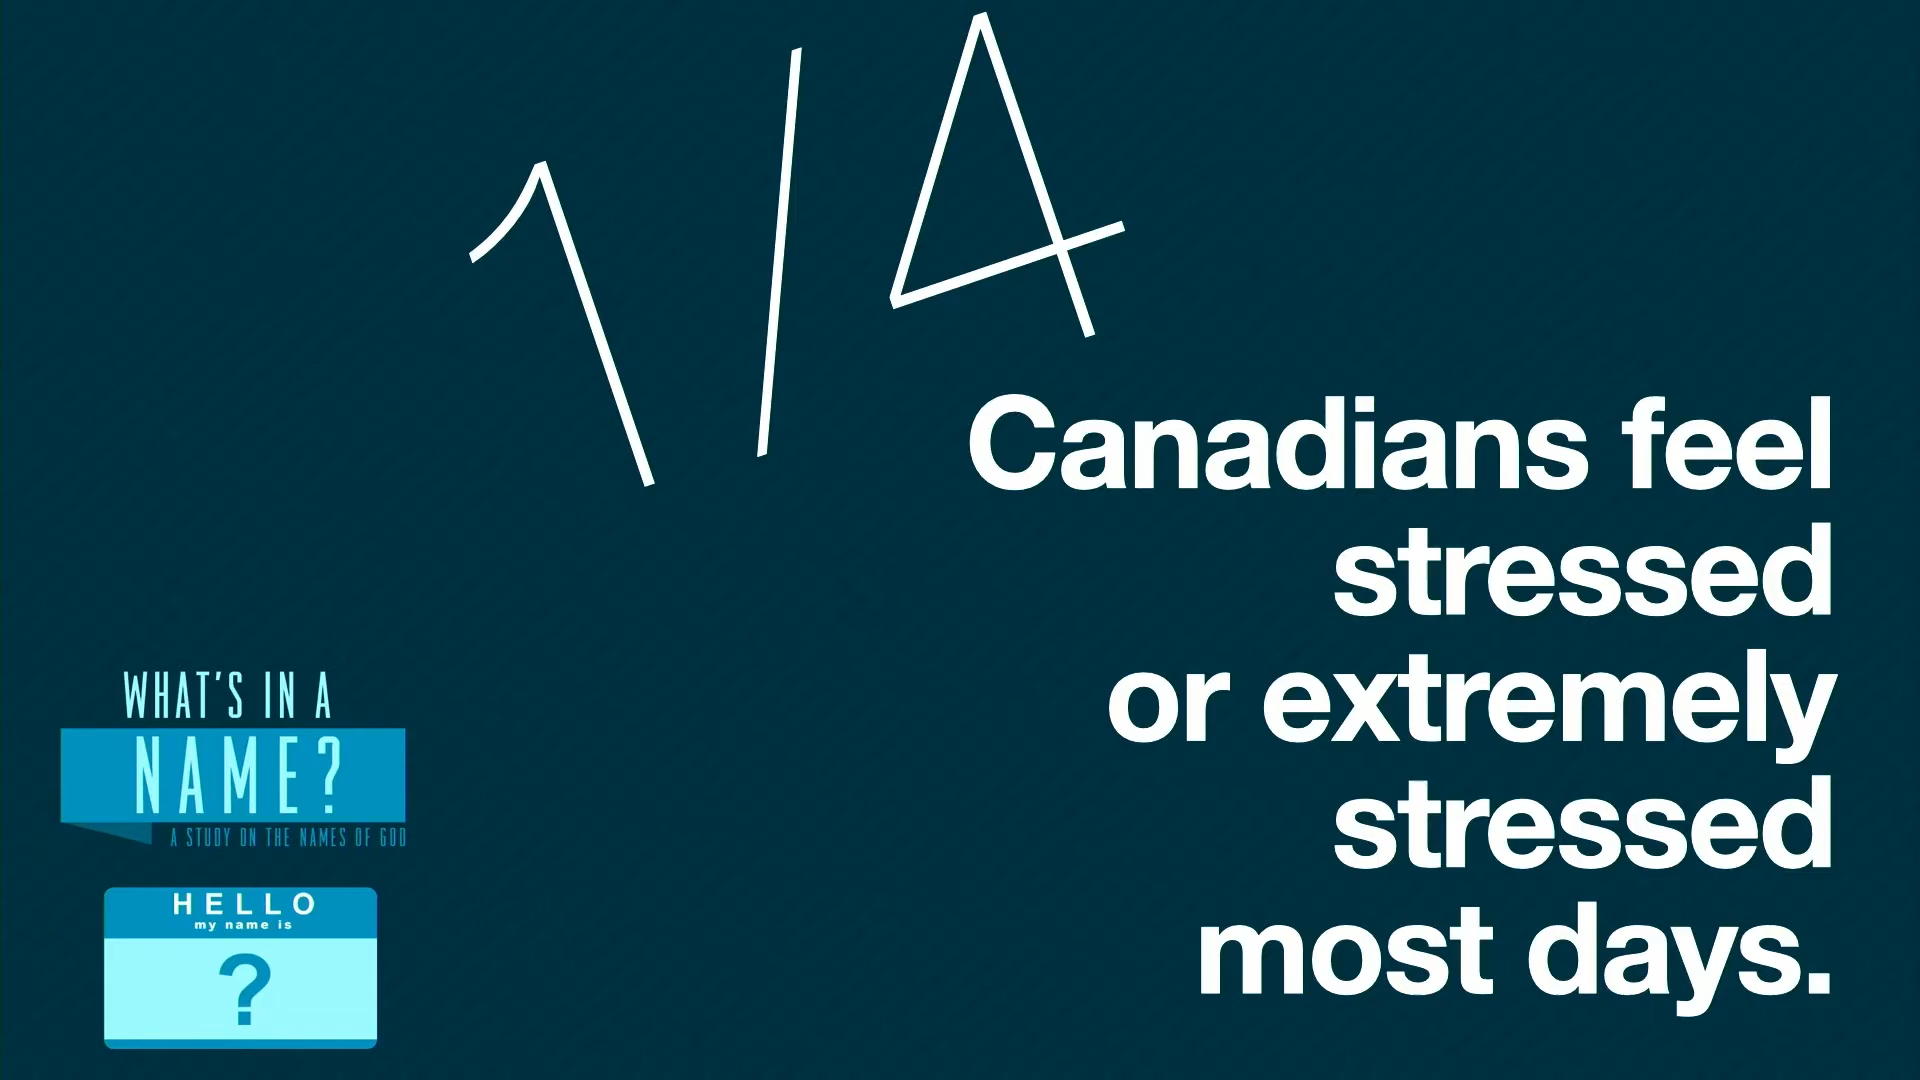 1/4
Canadians feel
stressed
or extremely
stressed
most days.
WHAT'S IN A
NAME?
A STUDY ON THE NAMES OF GOD
HELLO
my name is
?